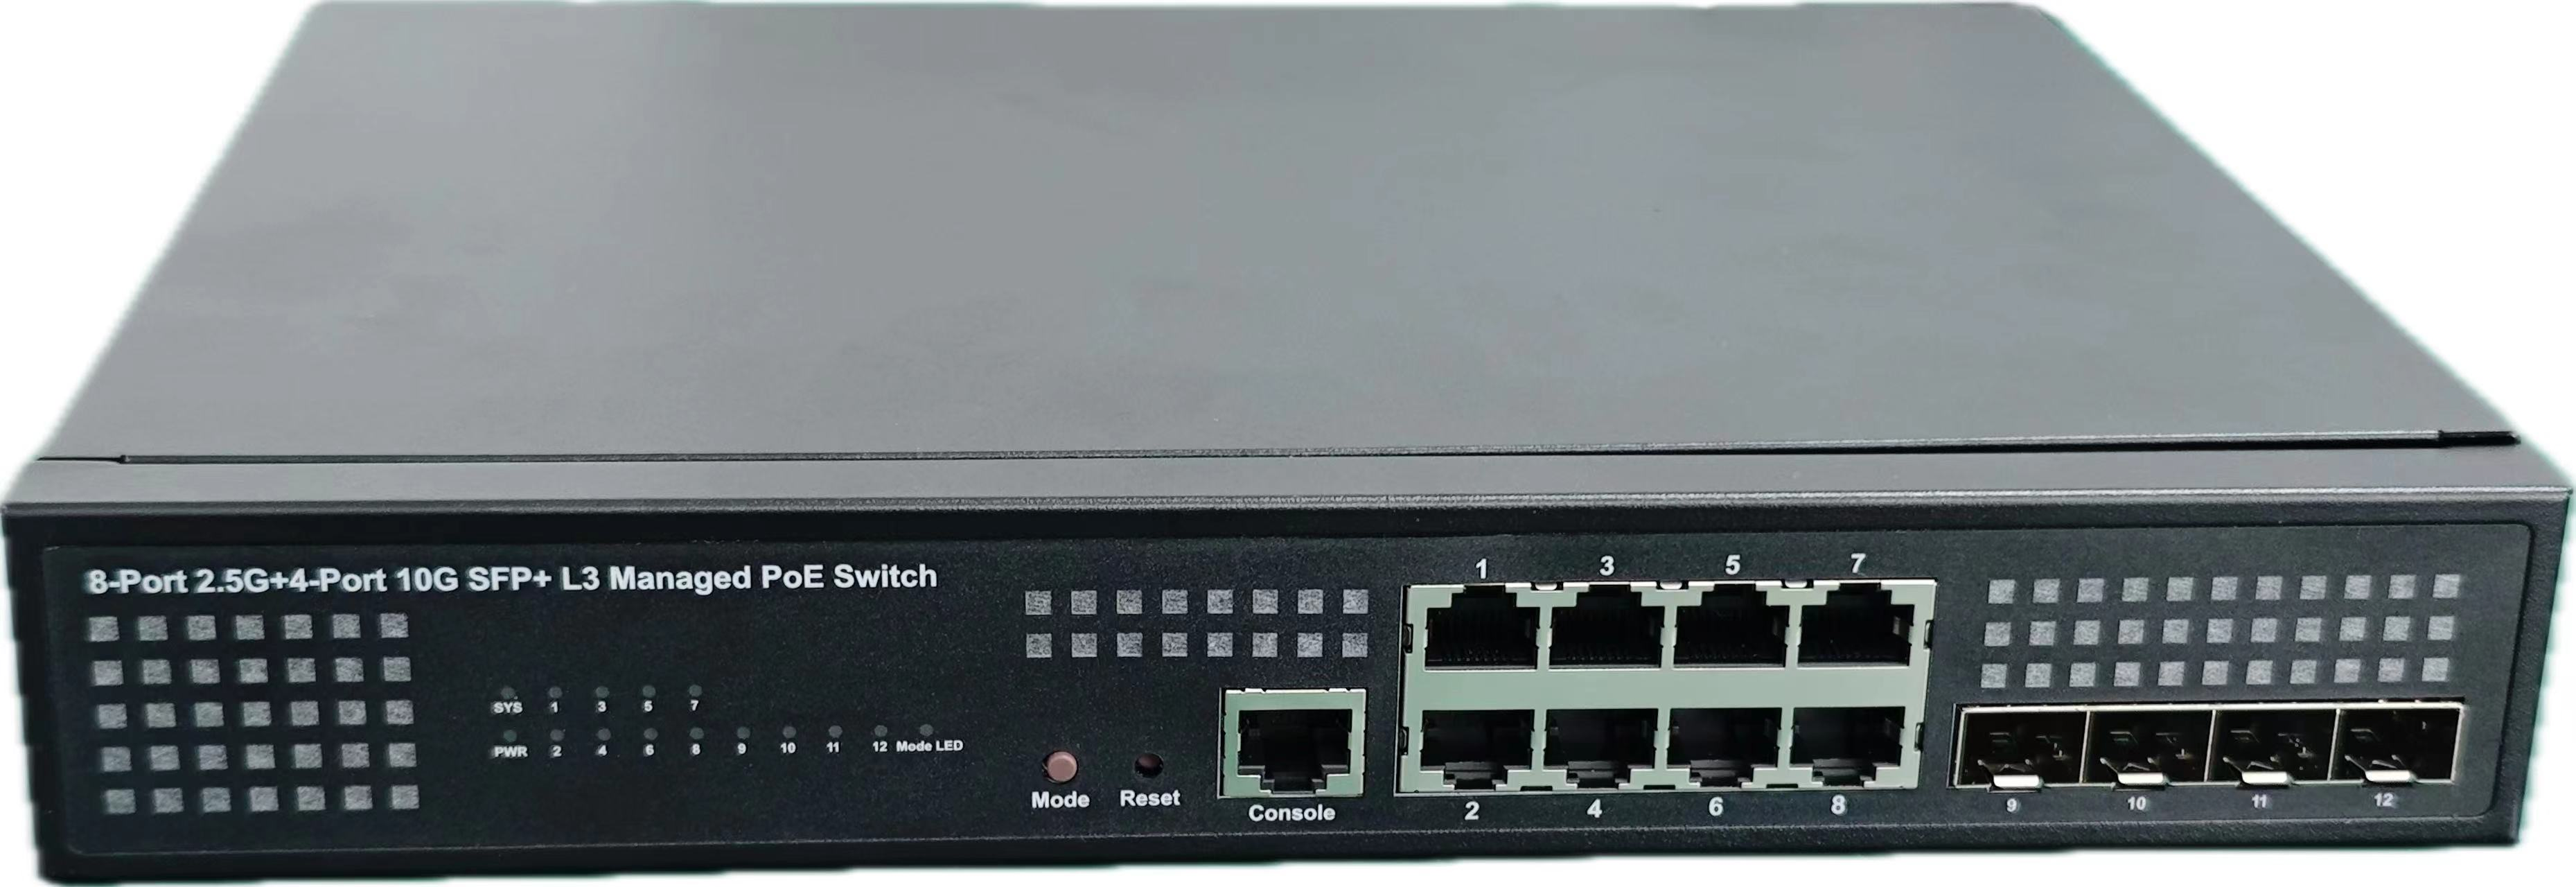 8-Port 2.5G+4-Port 10G SFP+ L3 Managed PoE Switch
1 3 5 7
SYS 1 3 5 7
PWR 2 4 6 8 9 10 11 12 Mode LED
Mode Reset
Console
2 4 6 8
9 10 11 12